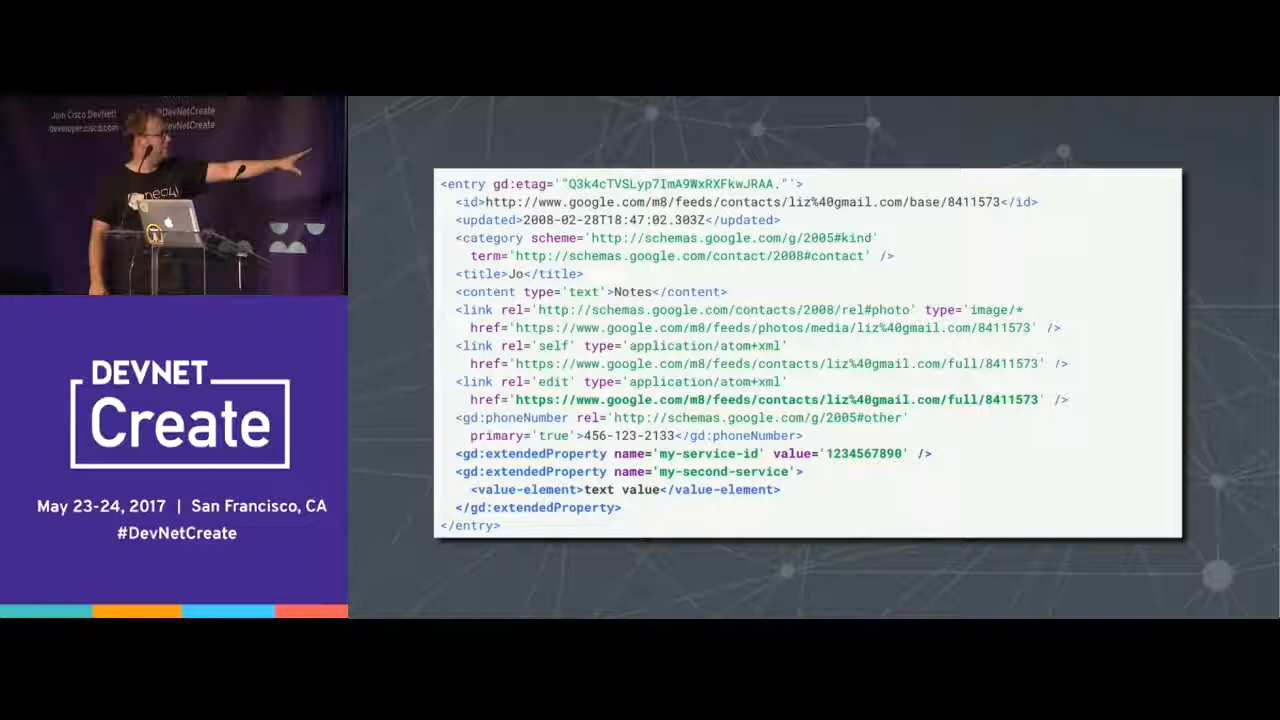 Join Cisco DevNet!
developer.cisco.com
@DevNetCreate
#DevNetCreate
DEVNET
Create
May 23-24, 2017 | San Francisco, CA
#DevNetCreate
<entry gd:etag='"Q3k4cTVSLyp7ImA9WxRXFkwJRAA."'>
<id>http://www.google.com/m8/feeds/contacts/liz%40gmail.com/base/8411573</id>
<updated>2008-02-28T18:47:02.303Z</updated>
<category scheme='http://schemas.google.com/g/2005#kind'
term='http://schemas.google.com/contact/2008#contact' />
<title>Jo</title>
<content type='text'>Notes</content>
<link rel='http://schemas.google.com/contacts/2008/rel#photo' type='image/*
href='https://www.google.com/m8/feeds/photos/media/liz%40gmail.com/8411573' />
<link rel='self' type='application/atom+xml'
href='https://www.google.com/m8/feeds/contacts/liz%40gmail.com/full/8411573' />
<link rel='edit' type='application/atom+xml'
href='https://www.google.com/m8/feeds/contacts/liz%40gmail.com/full/8411573' />
<gd:phoneNumber rel='http://schemas.google.com/g/2005#other'
primary='true'>456-123-2133</gd:phoneNumber>
<gd:extendedProperty name='my-service-id' value='1234567890' />
<gd:extendedProperty name='my-second-service'>
<value-element>text value</value-element>
</gd:extendedProperty>
</entry>